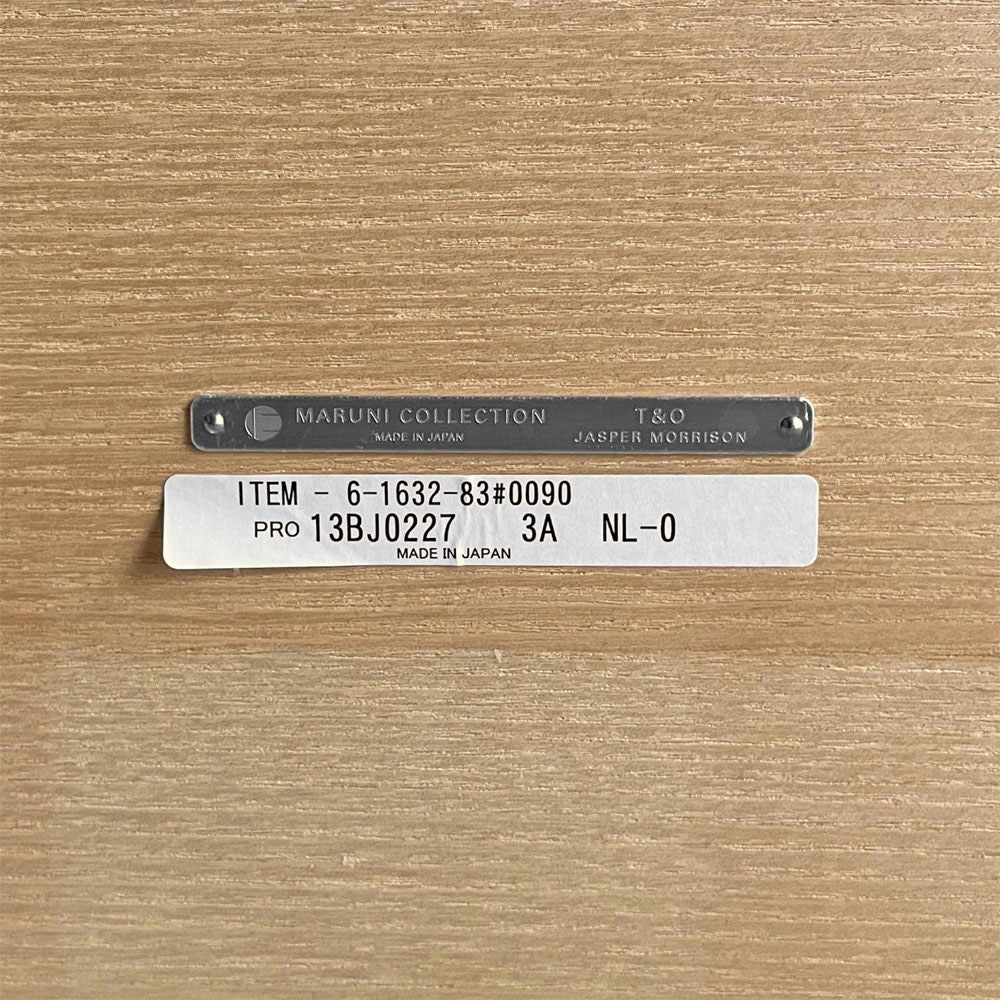 MARUNI COLLECTION
MADE IN JAPAN
T&O
JASPER MORRISON
ITEM - 6-1632-83#0090
PRO 13BJ0227 3A NL-0
MADE IN JAPAN